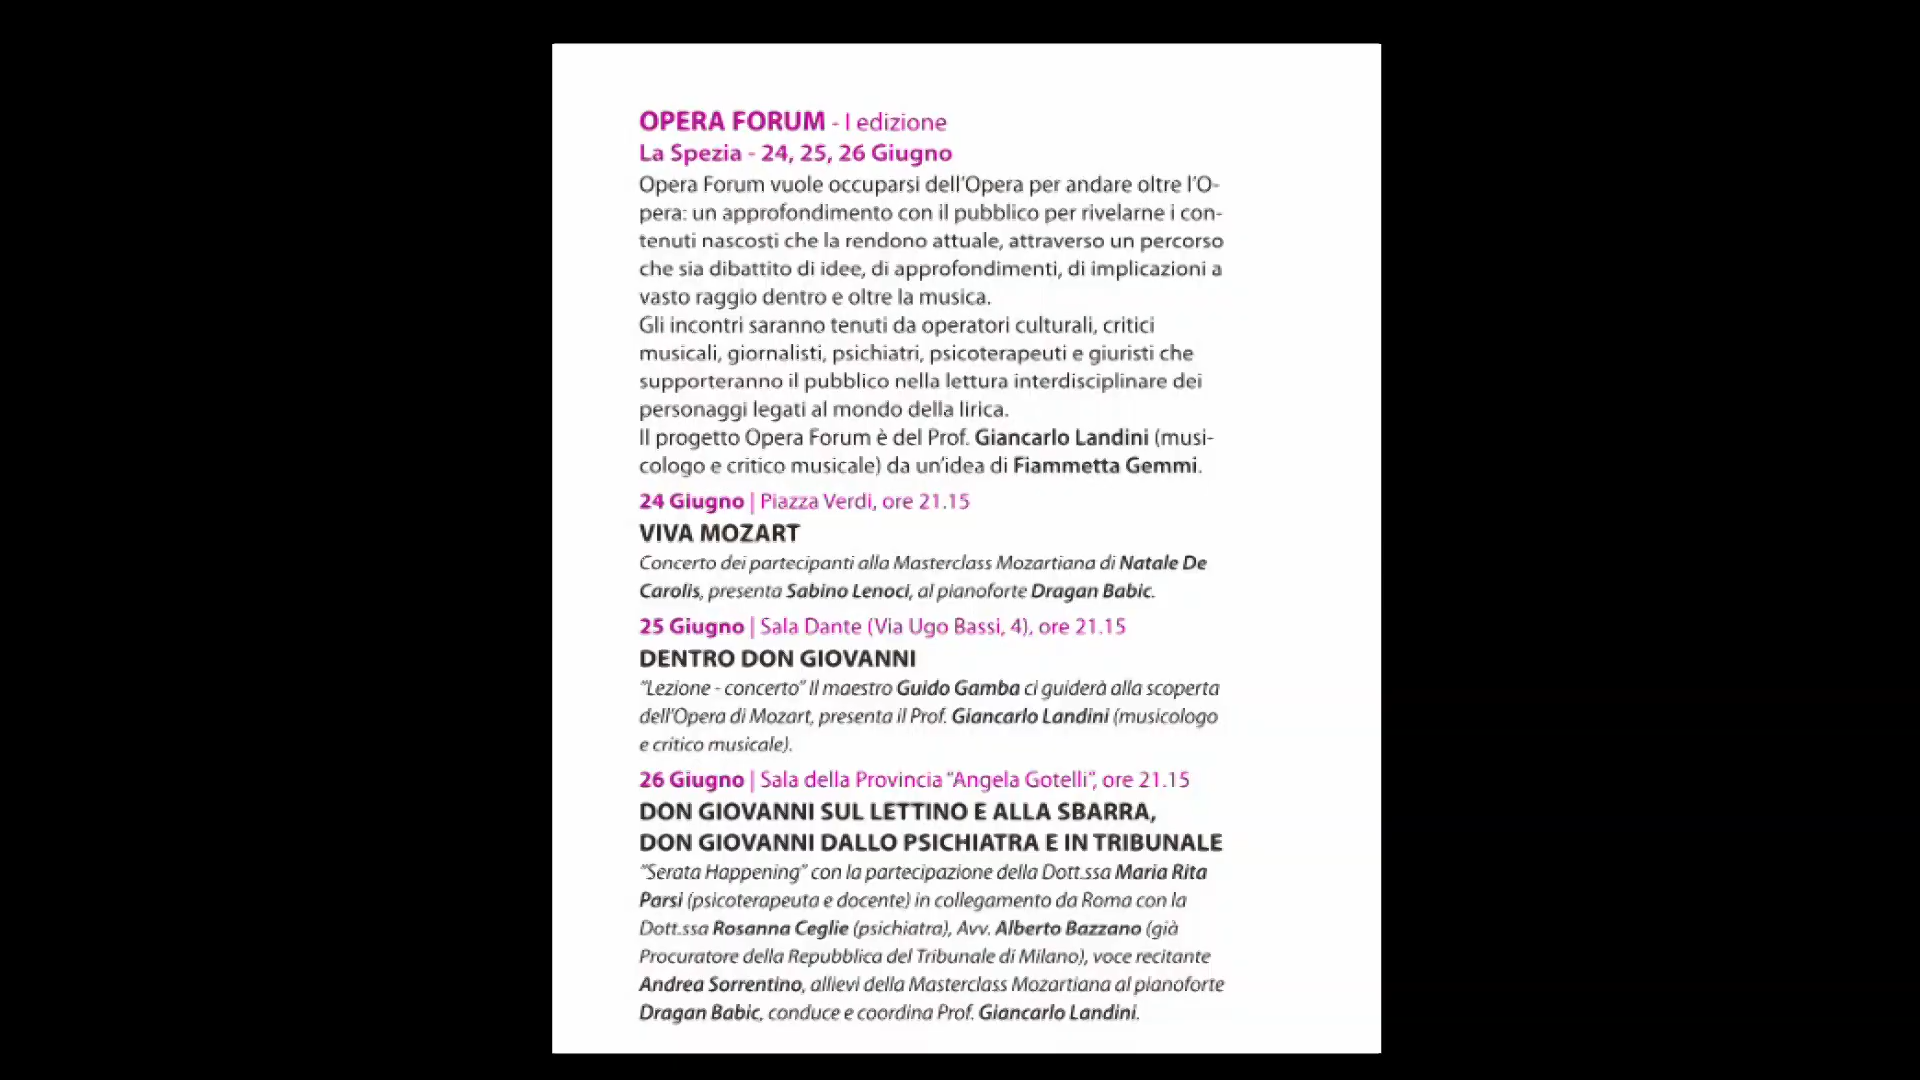 OPERA FORUM - I edizione
La Spezia - 24, 25, 26 Giugno
Opera Forum vuole occuparsi dell'Opera per andare oltre l'O-
pera: un approfondimento con il pubblico per rivelarne i con-
tenuti nascosti che la rendono attuale, attraverso un percorso
che sia dibattito di idee, di approfondimenti, di implicazioni a
vasto raggio dentro e oltre la musica.
Gli incontri saranno tenuti da operatori culturali, critici
musicali, giornalisti, psichiatri, psicoterapeuti e giuristi che
supporteranno il pubblico nella lettura interdisciplinare dei
personaggi legati al mondo della lirica.
Il progetto Opera Forum è del Prof. Giancarlo Landini (musi-
cologo e critico musicale) da un'idea di Fiammetta Gemmi.
24 Giugno | Piazza Verdi, ore 21.15
VIVA MOZART
Concerto dei partecipanti alla Masterclass Mozartiana di Natale De
Carolis, presenta Sabino Lenoci, al pianoforte Dragan Babic.
25 Giugno | Sala Dante (Via Ugo Bassi, 4), ore 21.15
DENTRO DON GIOVANNI
"Lezione - concerto" Il maestro Guido Gamba ci guiderà alla scoperta
dell'Opera di Mozart, presenta il Prof. Giancarlo Landini (musicologo
e critico musicale).
26 Giugno | Sala della Provincia "Angela Gotelli", ore 21.15
DON GIOVANNI SUL LETTINO E ALLA SBARRA,
DON GIOVANNI DALLO PSICHIATRA E IN TRIBUNALE
"Serata Happening" con la partecipazione della Dott.ssa Maria Rita
Parsi (psicoterapeuta e docente) in collegamento da Roma con la
Dott.ssa Rosanna Ceglie (psichiatra), Avv. Alberto Bazzano (già
Procuratore della Repubblica del Tribunale di Milano), voce recitante
Andrea Sorrentino, allievi della Masterclass Mozartiana al pianoforte
Dragan Babic, conduce e coordina Prof. Giancarlo Landini.